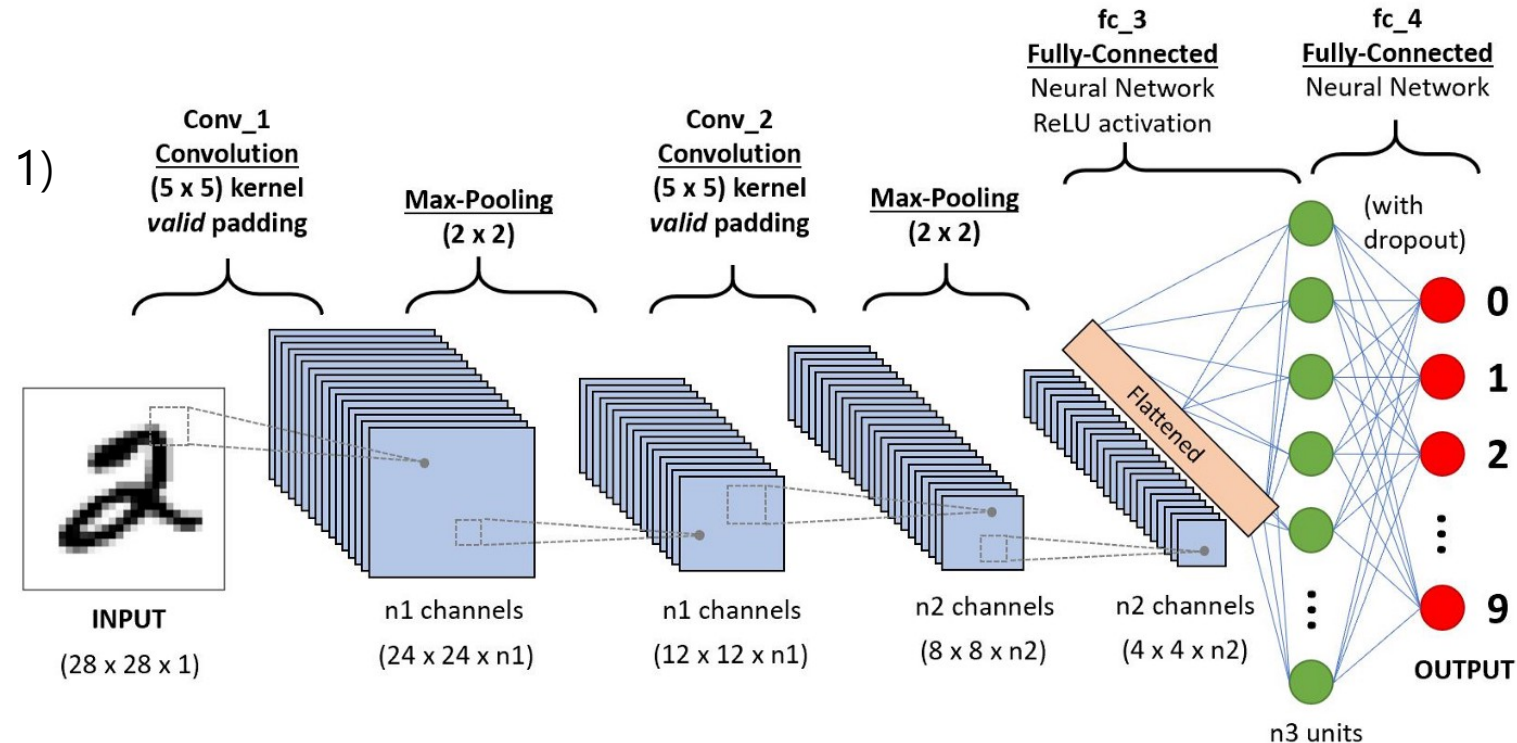 1)
Conv_1
Convolution
(5 x 5) kernel
valid padding
Max-Pooling
(2 x 2)
Conv_2
Convolution
(5 x 5) kernel
valid padding
Max-Pooling
(2 x 2)
fc_3
Fully-Connected
Neural Network
ReLU activation
fc_4
Fully-Connected
Neural Network
(with
dropout)
Flattened
0
1
2
9
OUTPUT
2
INPUT
(28 x 28 x 1)
n1 channels
(24 x 24 x n1)
n1 channels
(12 x 12 x n1)
n2 channels
(8 x 8 x n2)
n2 channels
(4 x 4 x n2)
n3 units